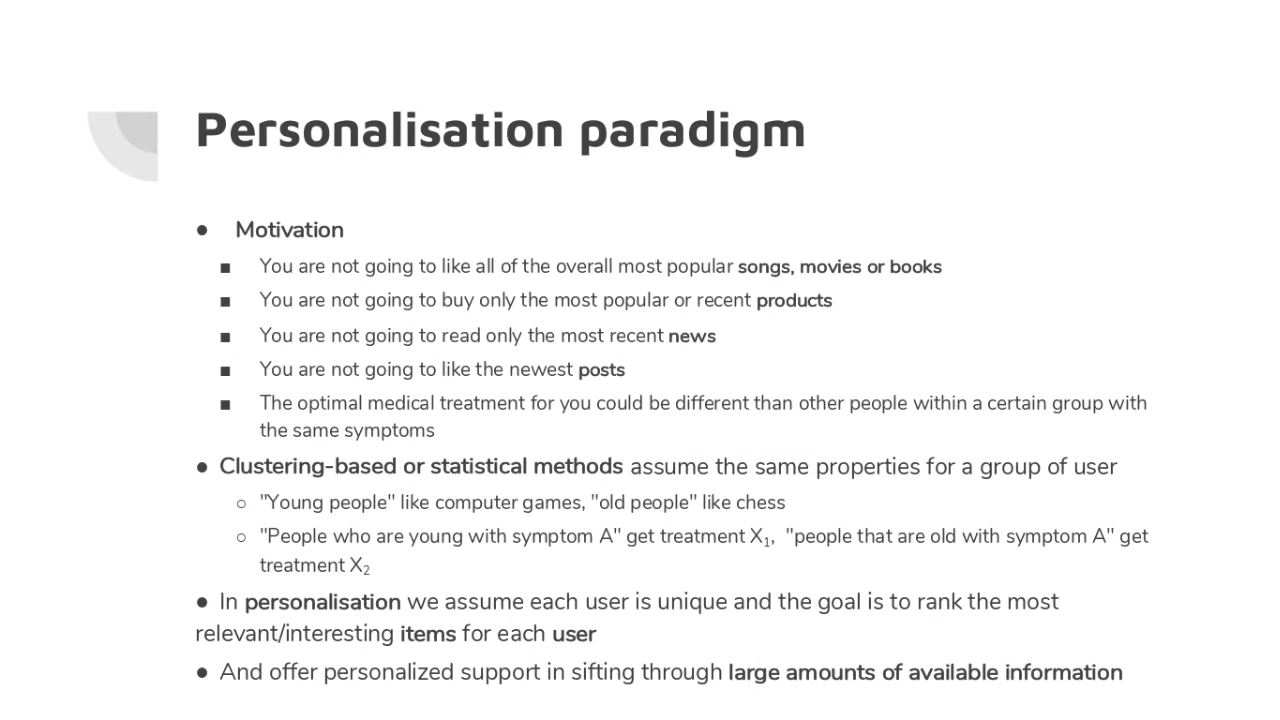 Personalisation paradigm
● Motivation
■ You are not going to like all of the overall most popular songs, movies or books
■ You are not going to buy only the most popular or recent products
■ You are not going to read only the most recent news
■ You are not going to like the newest posts
■ The optimal medical treatment for you could be different than other people within a certain group with
the same symptoms
● Clustering-based or statistical methods assume the same properties for a group of user
○ "Young people" like computer games, "old people" like chess
○ "People who are young with symptom A" get treatment X₁, "people that are old with symptom A" get
treatment X₂
● In personalisation we assume each user is unique and the goal is to rank the most
relevant/interesting items for each user
● And offer personalized support in sifting through large amounts of available information